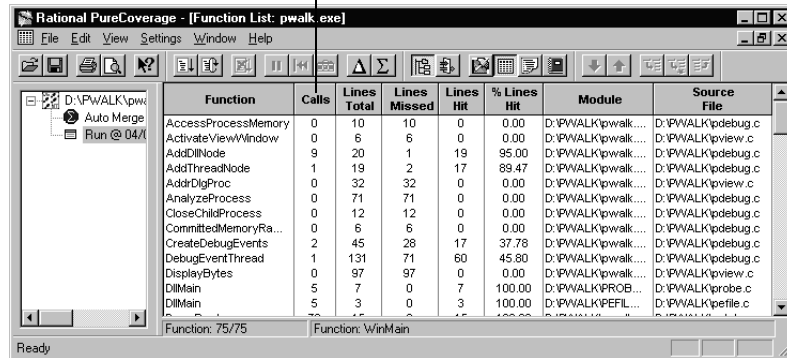 Rational PureCoverage - [Function List: pwalk.exe]
File Edit View Settings Window Help
D:\PWALK\pwa
Auto Merge
Run @ 04/0
Function Calls Lines Total Lines Missed Lines Hit % Lines Hit Module Source File
AccessProcessMemory 0 10 10 0 0.00 D:\PWALK\pwalk.... D:\PWALK\pdebug.c
ActivateViewWindow 0 6 6 0 0.00 D:\PWALK\pwalk.... D:\PWALK\pview.c
AddDllNode 9 20 1 19 95.00 D:\PWALK\pwalk.... D:\PWALK\pdebug.c
AddThreadNode 1 19 2 17 89.47 D:\PWALK\pwalk.... D:\PWALK\pdebug.c
AddrDlgProc 0 32 32 0 0.00 D:\PWALK\pwalk.... D:\PWALK\pview.c
AnalyzeProcess 0 71 71 0 0.00 D:\PWALK\pwalk.... D:\PWALK\pdebug.c
CloseChildProcess 0 12 12 0 0.00 D:\PWALK\pwalk.... D:\PWALK\pdebug.c
CommittedMemoryRa... 0 6 6 0 0.00 D:\PWALK\pwalk.... D:\PWALK\pdebug.c
CreateDebugEvents 2 45 28 17 37.78 D:\PWALK\pwalk.... D:\PWALK\pdebug.c
DebugEventThread 1 131 71 60 45.80 D:\PWALK\pwalk.... D:\PWALK\pdebug.c
DisplayBytes 0 97 97 0 0.00 D:\PWALK\pwalk.... D:\PWALK\pview.c
DllMain 5 7 0 7 100.00 D:\PWALK\PROB... D:\PWALK\probe.c
DllMain 5 3 0 3 100.00 D:\PWALK\PEFIL... D:\PWALK\pefile.c
Function: 75/75 Function: WinMain
Ready